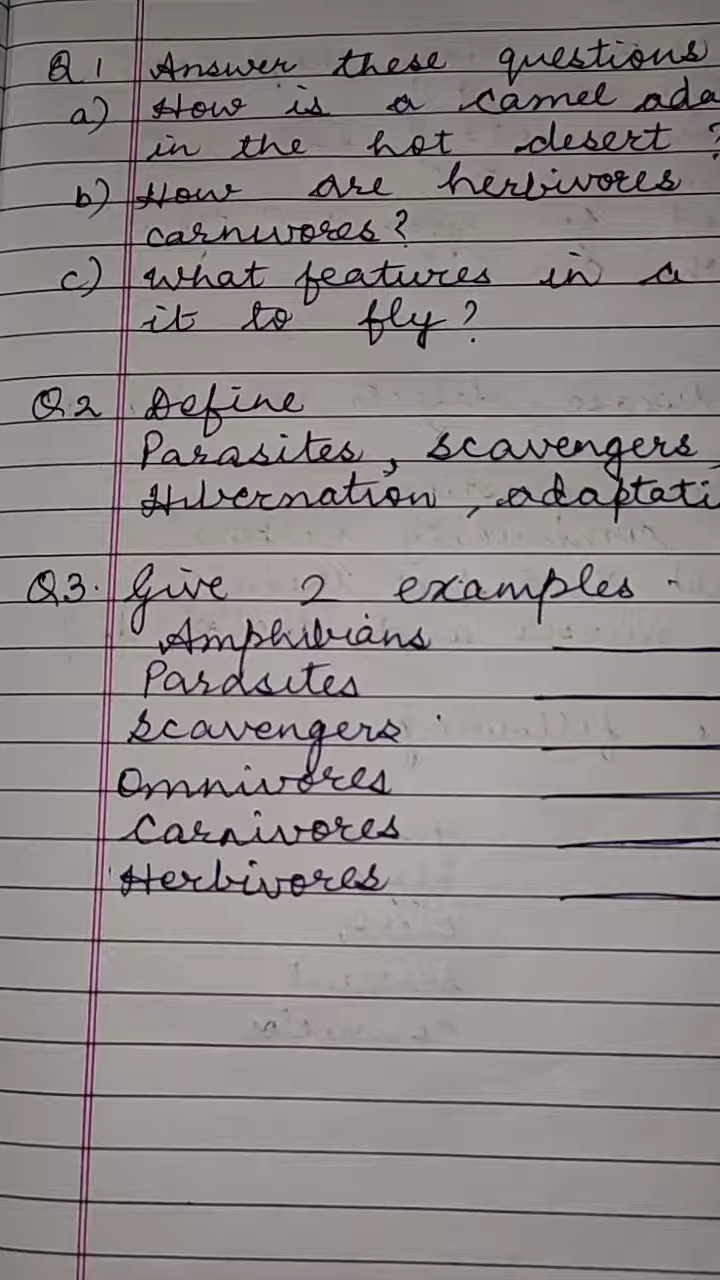 Q1 Answer these questions
a) How is a camel ada
in the hot desert ?
b) How are herbivores
carnivores?
c) What features in a
it to fly?
Q2 Define
Parasites, scavengers
Hibernation, adaptati
Q3. Give 2 examples
Amphibians
Parasites
Scavengers
Omnivores
Carnivores
Herbivores